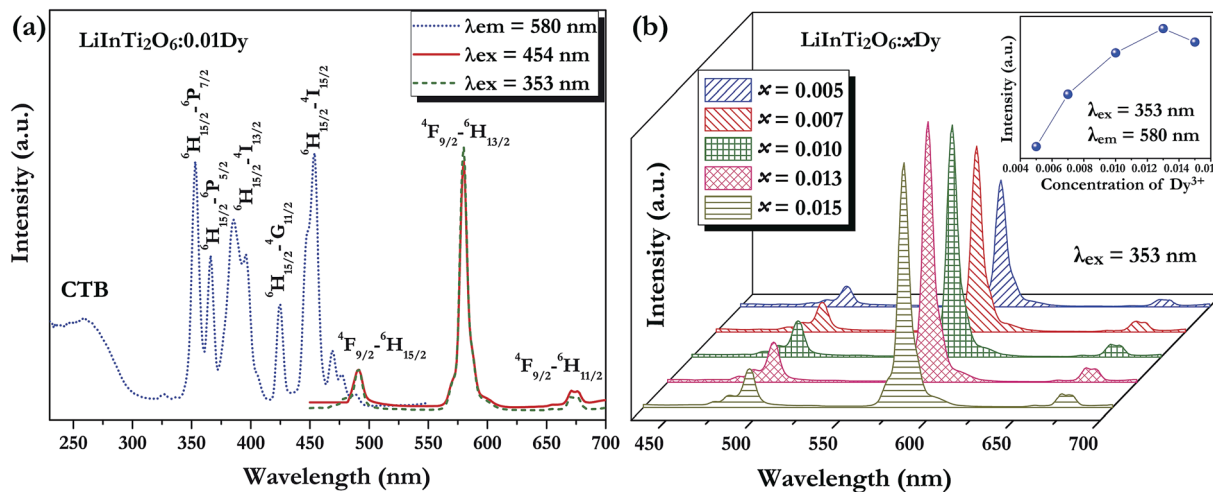 (a)
LiInTi₂O₆:0.01Dy
λem = 580 nm
λex = 454 nm
λex = 353 nm
⁶H₁₅/₂-⁶P₇/₂
⁶H₁₅/₂-⁶P₅/₂
⁶H₁₅/₂-⁴I₁₃/₂
⁶H₁₅/₂-⁴G₁₁/₂
⁶H₁₅/₂-⁴I₁₅/₂
⁴F₉/₂-⁶H₁₃/₂
CTB
⁴F₉/₂-⁶H₁₅/₂
⁴F₉/₂-⁶H₁₁/₂
Intensity (a.u.)
250 300 350 400 450 500 550 600 650 700
Wavelength (nm)
(b)
LiInTi₂O₆:xDy
x = 0.005
x = 0.007
x = 0.010
x = 0.013
x = 0.015
Intensity (a.u.)
λex = 353 nm
λem = 580 nm
0.004 0.006 0.008 0.010 0.012 0.014 0.01
Concentration of Dy³⁺
λex = 353 nm
Intensity (a.u.)
450 500 550 600 650 700
Wavelength (nm)